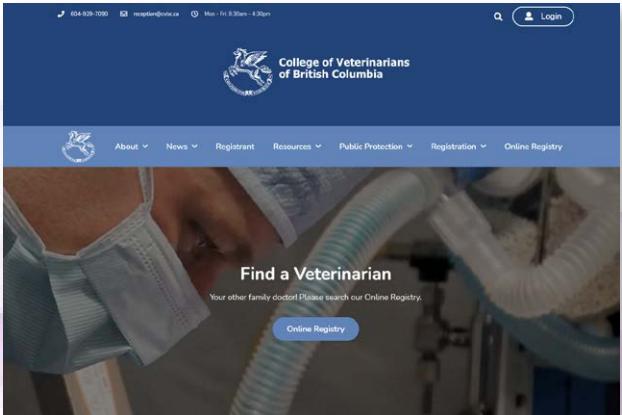 604-929-7090 reception@cvbc.ca Mon - Fri: 8:30am - 4:30pm
Login
College of Veterinarians
of British Columbia
About News Registrant Resources Public Protection Registration Online Registry
Find a Veterinarian
Your other family doctor! Please search our Online Registry.
Online Registry